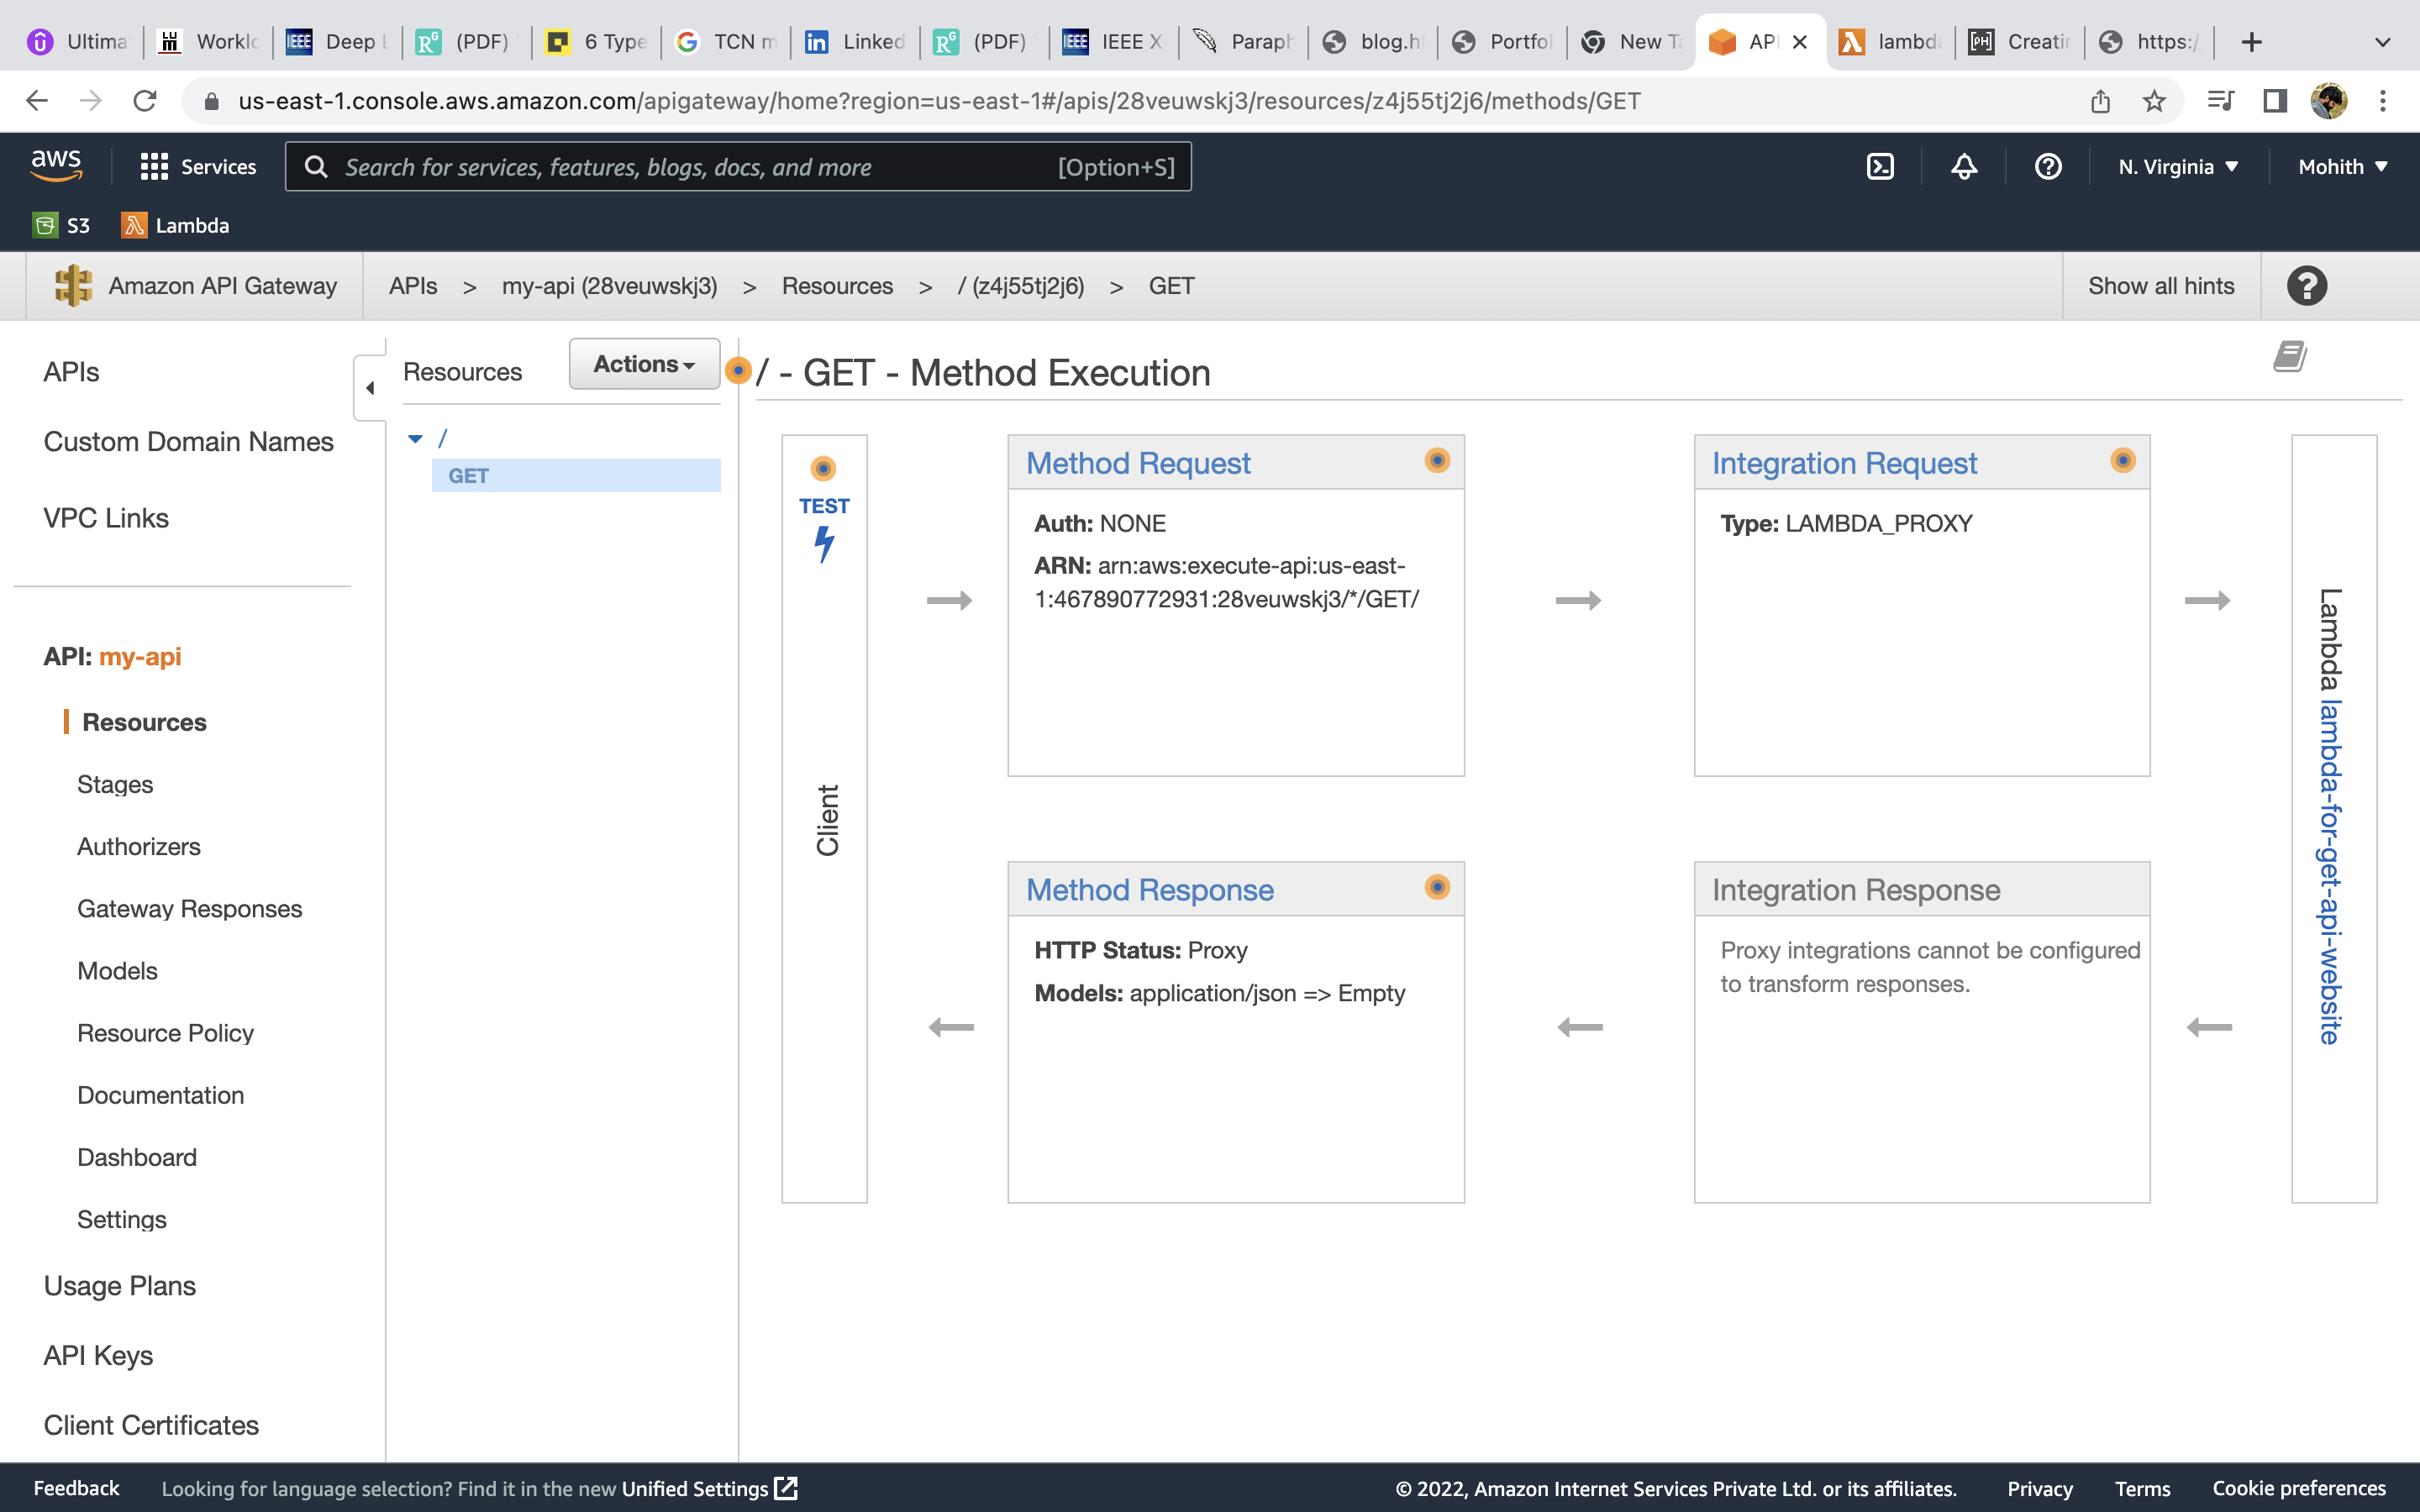 Ultima
Worklo
Deep L
(PDF)
6 Type
TCN m
Linked
(PDF)
IEEE X
Paraph
blog.h
Portfol
New Ta
API
lambda
Creatin
https:/
us-east-1.console.aws.amazon.com/apigateway/home?region=us-east-1#/apis/28veuwskj3/resources/z4j55tj2j6/methods/GET
aws
Services
Search for services, features, blogs, docs, and more
[Option+S]
N. Virginia
Mohith
S3
Lambda
Amazon API Gateway
APIs > my-api (28veuwskj3) > Resources > / (z4j55tj2j6) > GET
Show all hints
APIs
Custom Domain Names
VPC Links
API: my-api
Resources
Stages
Authorizers
Gateway Responses
Models
Resource Policy
Documentation
Dashboard
Settings
Usage Plans
API Keys
Client Certificates
Resources
Actions
/
GET
/ - GET - Method Execution
TEST
Client
Method Request
Auth: NONE
ARN: arn:aws:execute-api:us-east-
1:467890772931:28veuwskj3/*/GET/
Integration Request
Type: LAMBDA_PROXY
Lambda lambda-for-get-api-website
Method Response
HTTP Status: Proxy
Models: application/json => Empty
Integration Response
Proxy integrations cannot be configured
to transform responses.
Feedback
Looking for language selection? Find it in the new Unified Settings
© 2022, Amazon Internet Services Private Ltd. or its affiliates.
Privacy
Terms
Cookie preferences